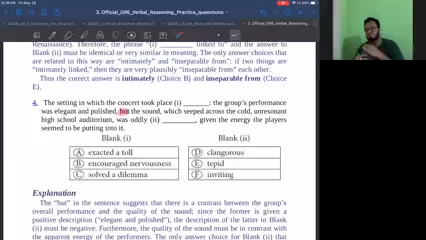 3. Official_GRE_Verbal_Reasoning_Practice_questions
Renaissance). Therefore, the phrase "(i) ________ linked to" and the answer to
Blank (ii) must be identical or very similar in meaning. The only answer choices that
are related in this way are "intimately" and "inseparable from": if two things
are "intimately linked," then they are very plausibly "inseparable from" each other.
Thus the correct answer is intimately (Choice B) and inseparable from (Choice
E).
4. The setting in which the concert took place (i) _______: the group's performance
was elegant and polished, but the sound, which seeped across the cold, unresonant
high school auditorium, was oddly (ii) _________, given the energy the players
seemed to be putting into it.
Blank (i) Blank (ii)
A exacted a toll D clangorous
B encouraged nervousness E tepid
C solved a dilemma F inviting
Explanation
The "but" in the sentence suggests that there is a contrast between the group's
overall performance and the quality of the sound; since the former is given a
positive description ("elegant and polished"), the description of the latter in Blank
(ii) must be negative. Furthermore, the quality of the sound must be in contrast with
the apparent energy of the performers. The only answer choice for Blank (ii) that